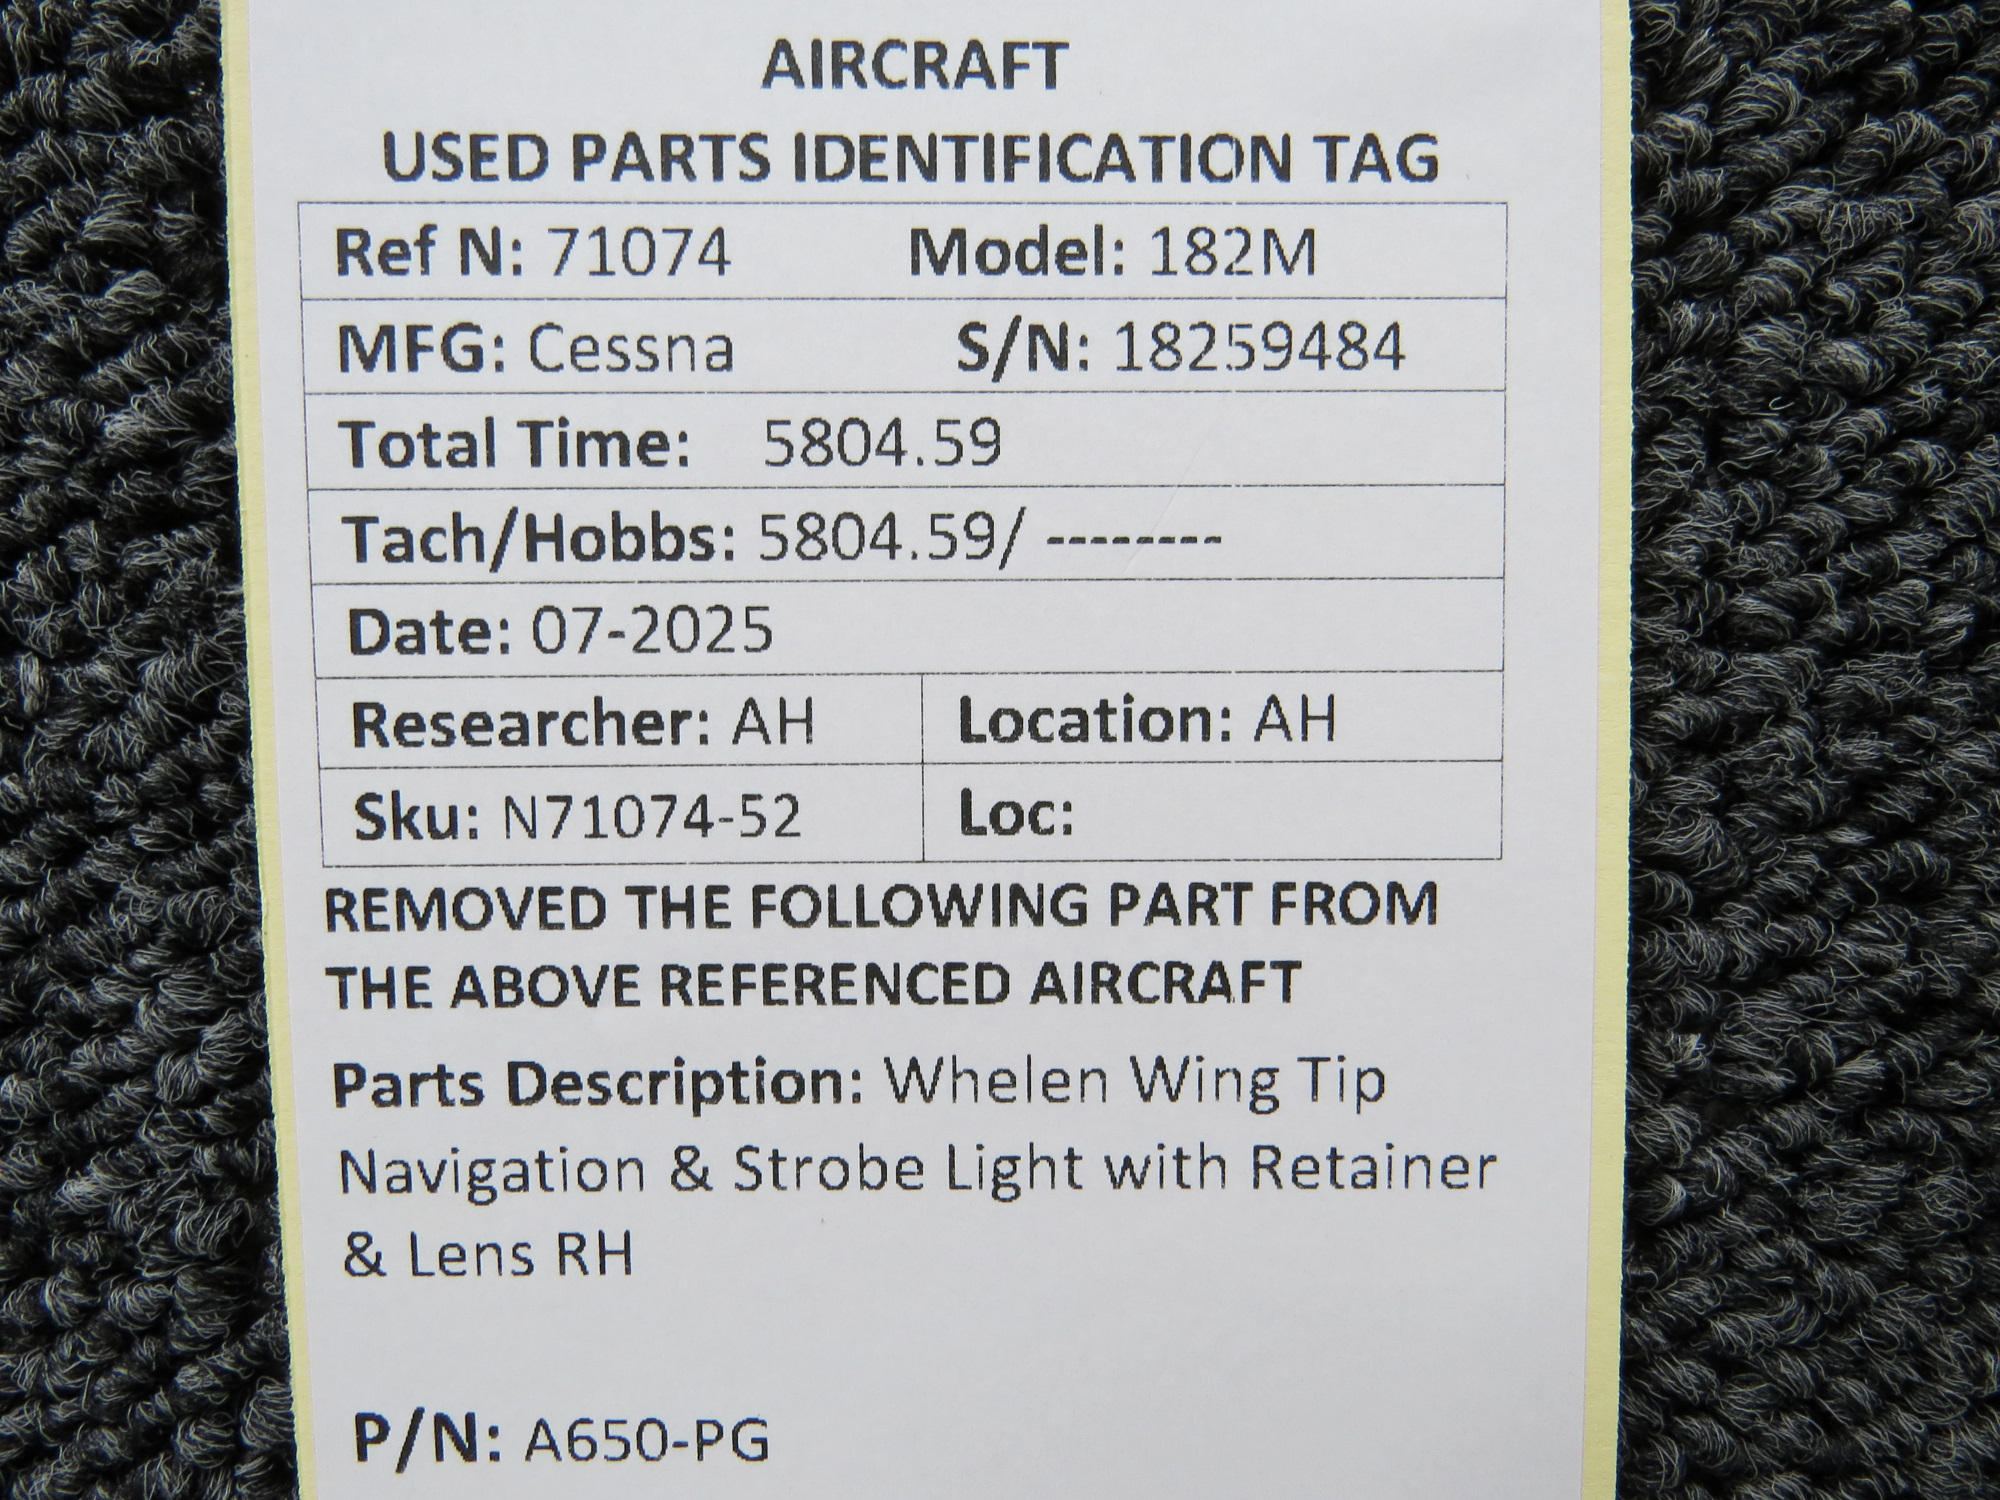 AIRCRAFT
USED PARTS IDENTIFICATION TAG
Ref N: 71074 Model: 182M
MFG: Cessna S/N: 18259484
Total Time: 5804.59
Tach/Hobbs: 5804.59/ --------
Date: 07-2025
Researcher: AH Location: AH
Sku: N71074-52 Loc:
REMOVED THE FOLLOWING PART FROM
THE ABOVE REFERENCED AIRCRAFT
Parts Description: Whelen Wing Tip
Navigation & Strobe Light with Retainer
& Lens RH
P/N: A650-PG